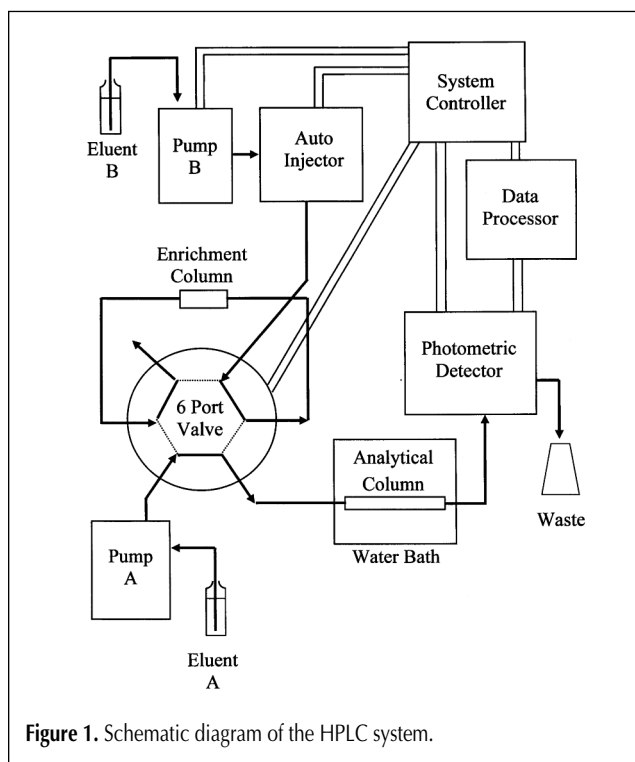 System
Controller
Eluent
B
Pump
B
Auto
Injector
Data
Processor
Enrichment
Column
Photometric
Detector
6 Port
Valve
Analytical
Column
Water Bath
Waste
Pump
A
Eluent
A
Figure 1. Schematic diagram of the HPLC system.